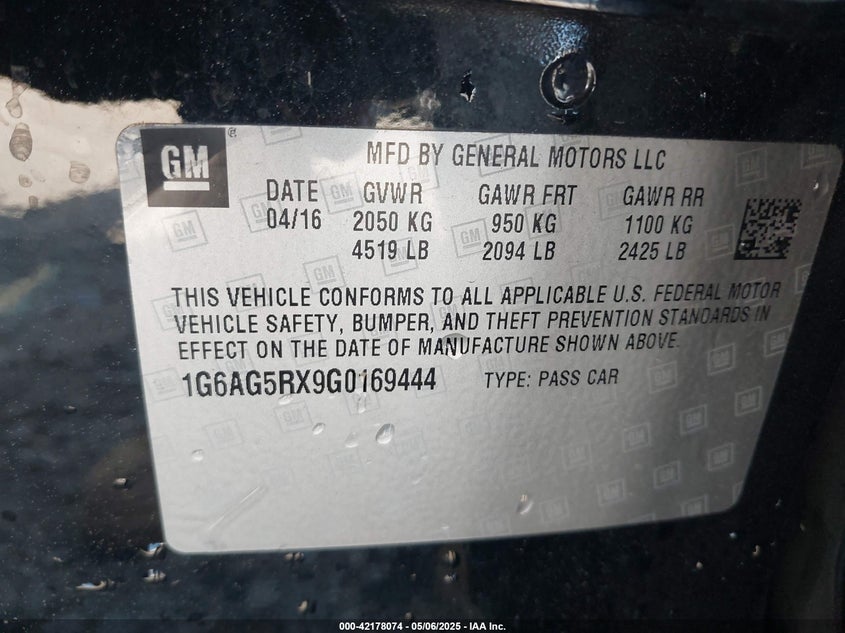 GM
®
MFD BY GENERAL MOTORS LLC
DATE GVWR GAWR FRT GAWR RR
04/16 2050 KG 950 KG 1100 KG
4519 LB 2094 LB 2425 LB
THIS VEHICLE CONFORMS TO ALL APPLICABLE U.S. FEDERAL MOTOR
VEHICLE SAFETY, BUMPER, AND THEFT PREVENTION STANDARDS IN
EFFECT ON THE DATE OF MANUFACTURE SHOWN ABOVE.
1G6AG5RX9G0169444 TYPE: PASS CAR
000-42178074 | 05/06/2025 - IAA Inc.